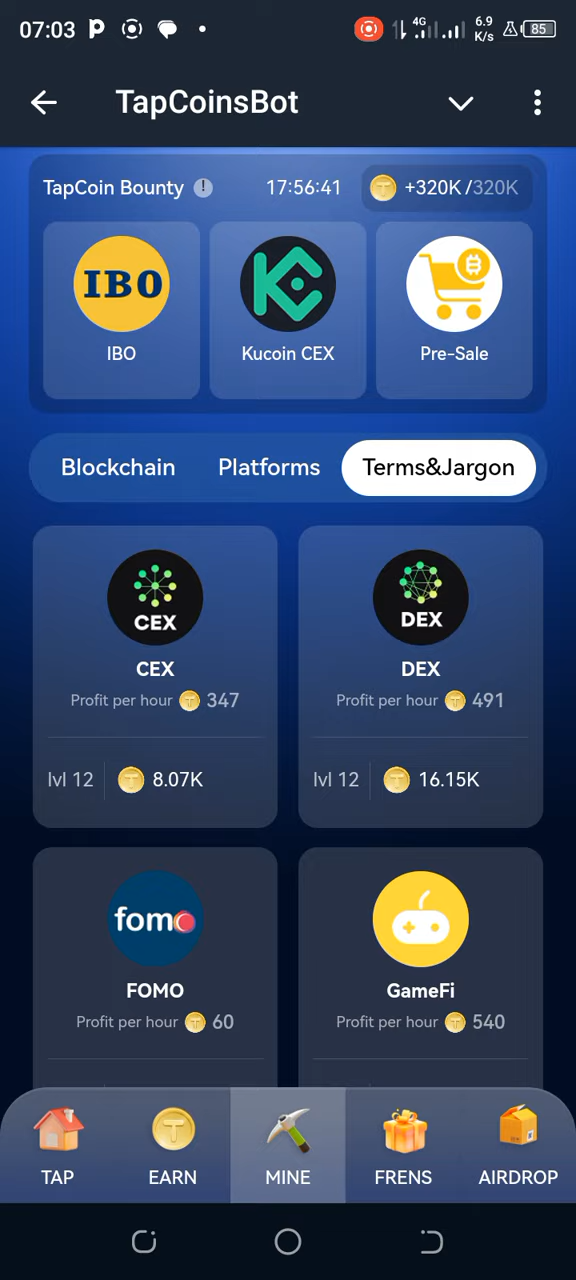 07:03 4G 6.9 K/s 85
TapCoinsBot
TapCoin Bounty ! 17:56:41 +320K /320K
IBO
IBO Kucoin CEX Pre-Sale
Blockchain Platforms Terms&Jargon
CEX DEX
CEX DEX
Profit per hour 347 Profit per hour 491
lvl 12 8.07K lvl 12 16.15K
fomo
FOMO GameFi
Profit per hour 60 Profit per hour 540
TAP EARN MINE FRENS AIRDROP